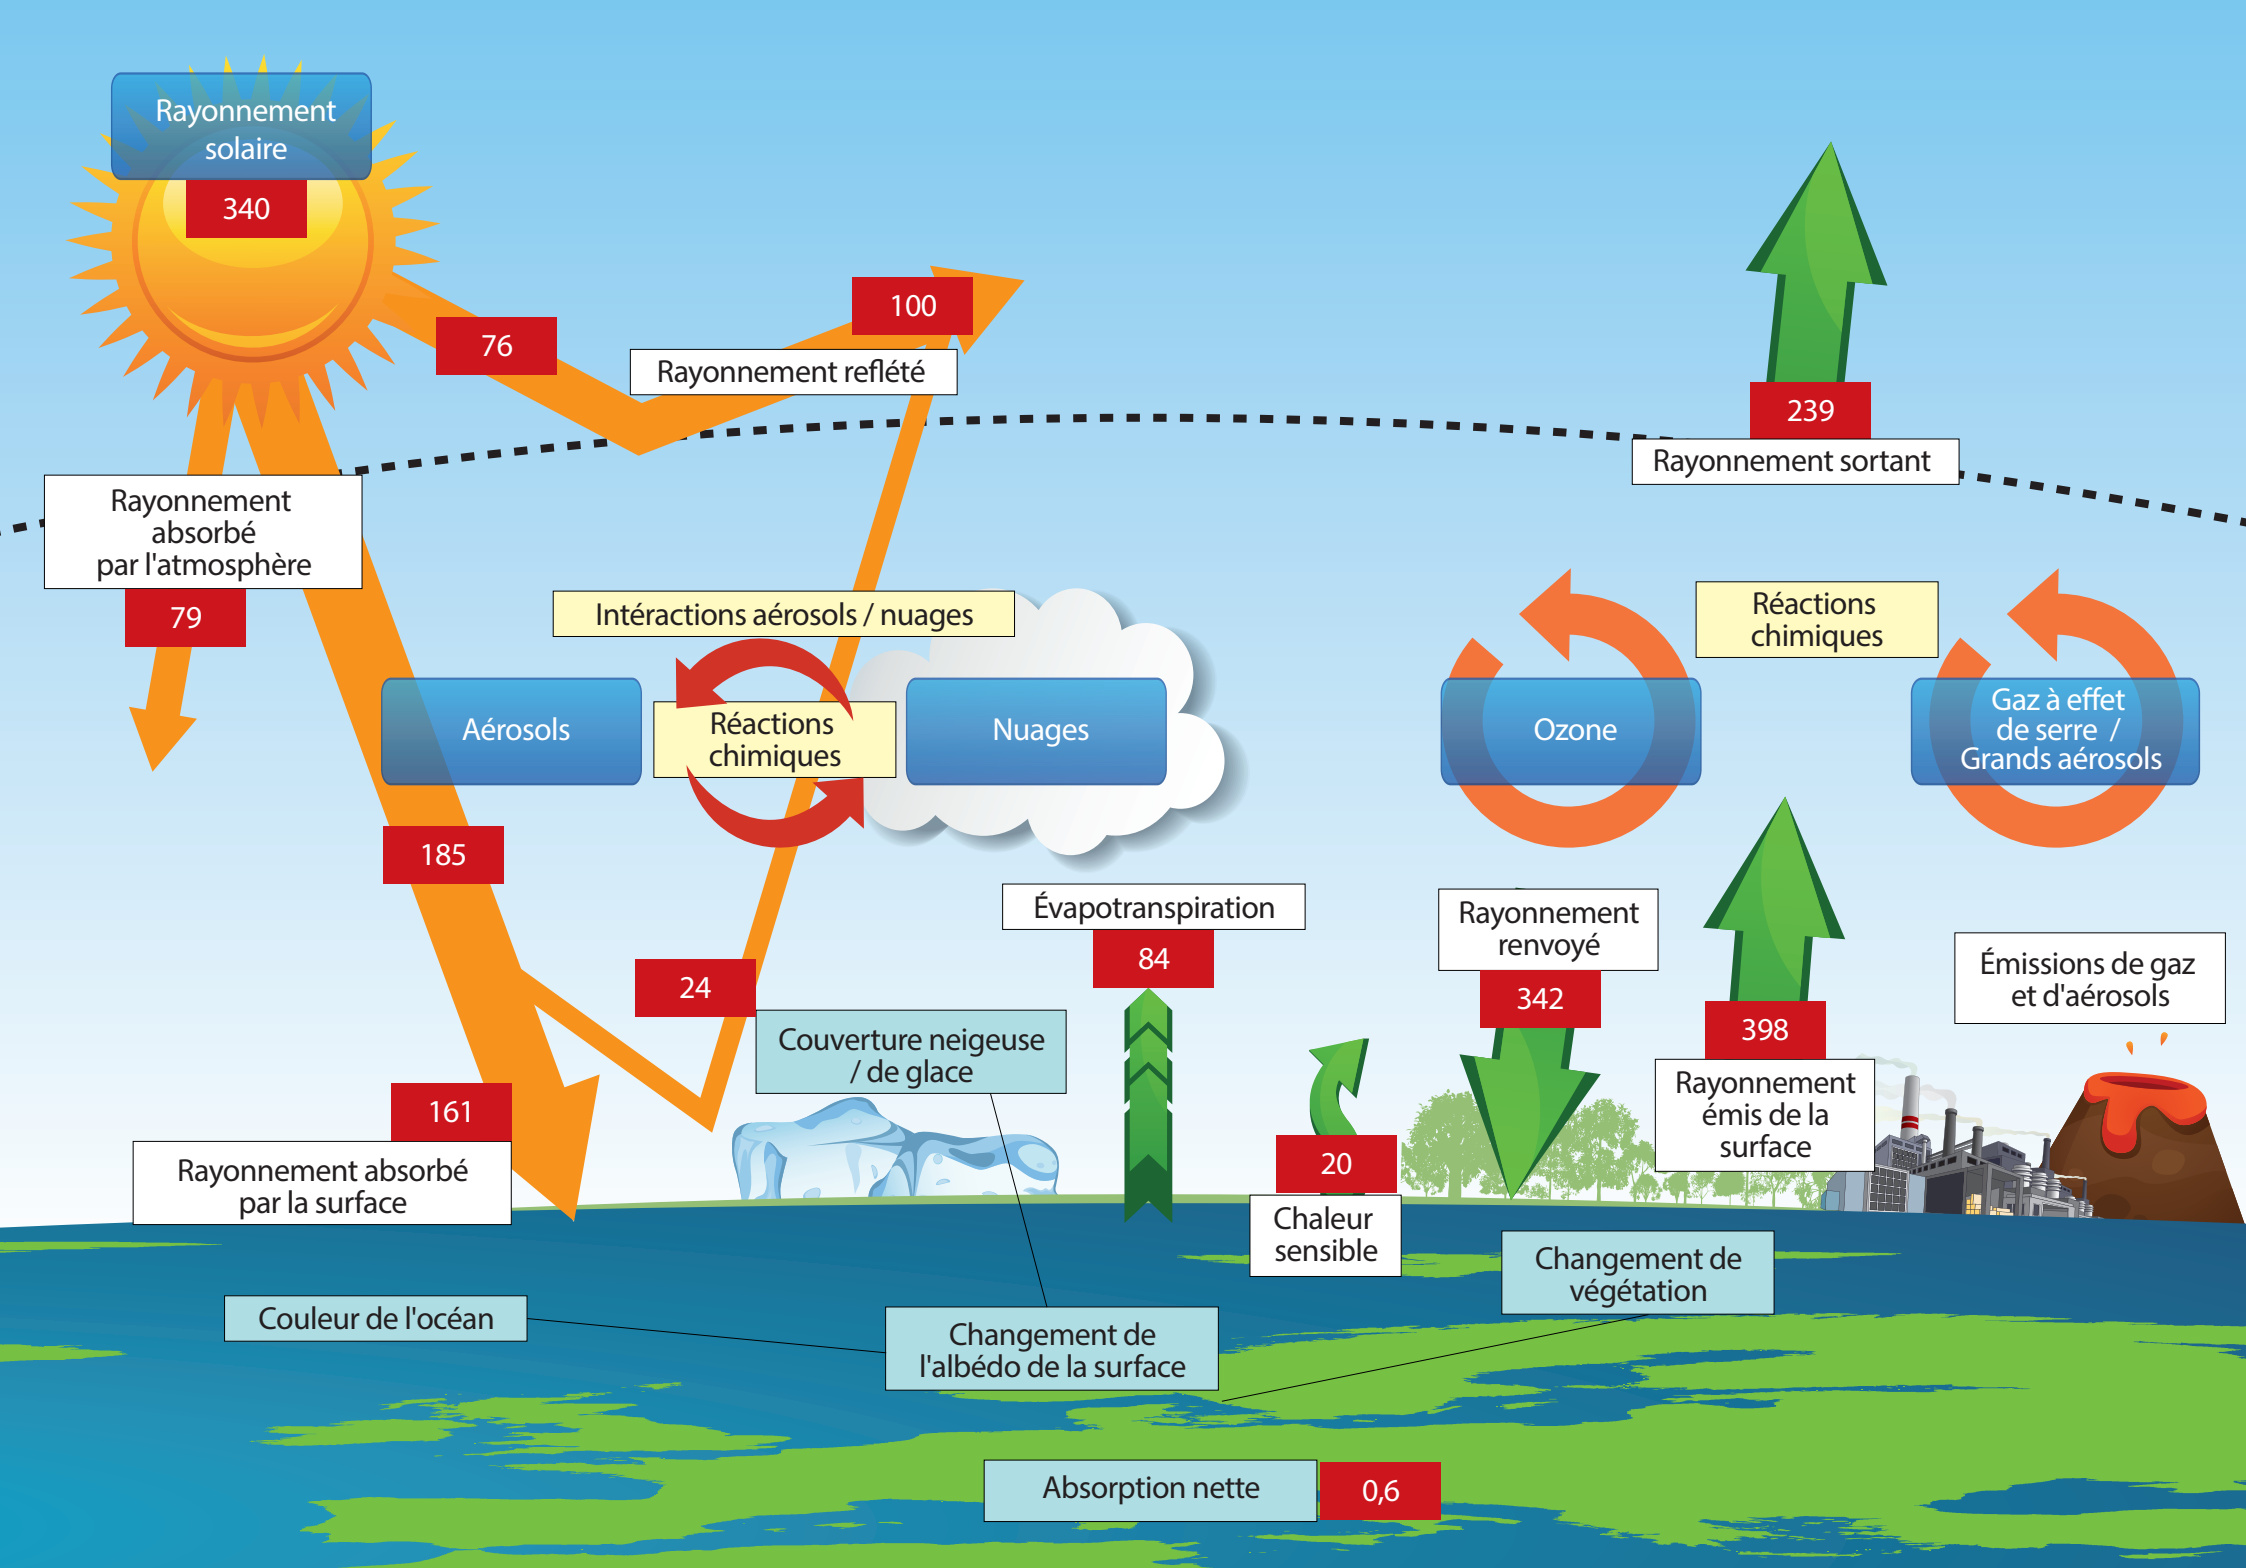 Rayonnement
solaire
340
76
100
Rayonnement reflété
239
Rayonnement sortant
Rayonnement
absorbé
par l'atmosphère
79
Intéractions aérosols / nuages
Aérosols
Réactions
chimiques
Nuages
Réactions
chimiques
Ozone
Gaz à effet
de serre /
Grands aérosols
185
24
Évapotranspiration
84
Rayonnement
renvoyé
342
398
Rayonnement
émis de la
surface
Émissions de gaz
et d'aérosols
Couverture neigeuse
/ de glace
161
Rayonnement absorbé
par la surface
20
Chaleur
sensible
Changement de
végétation
Couleur de l'océan
Changement de
l'albédo de la surface
Absorption nette
0,6